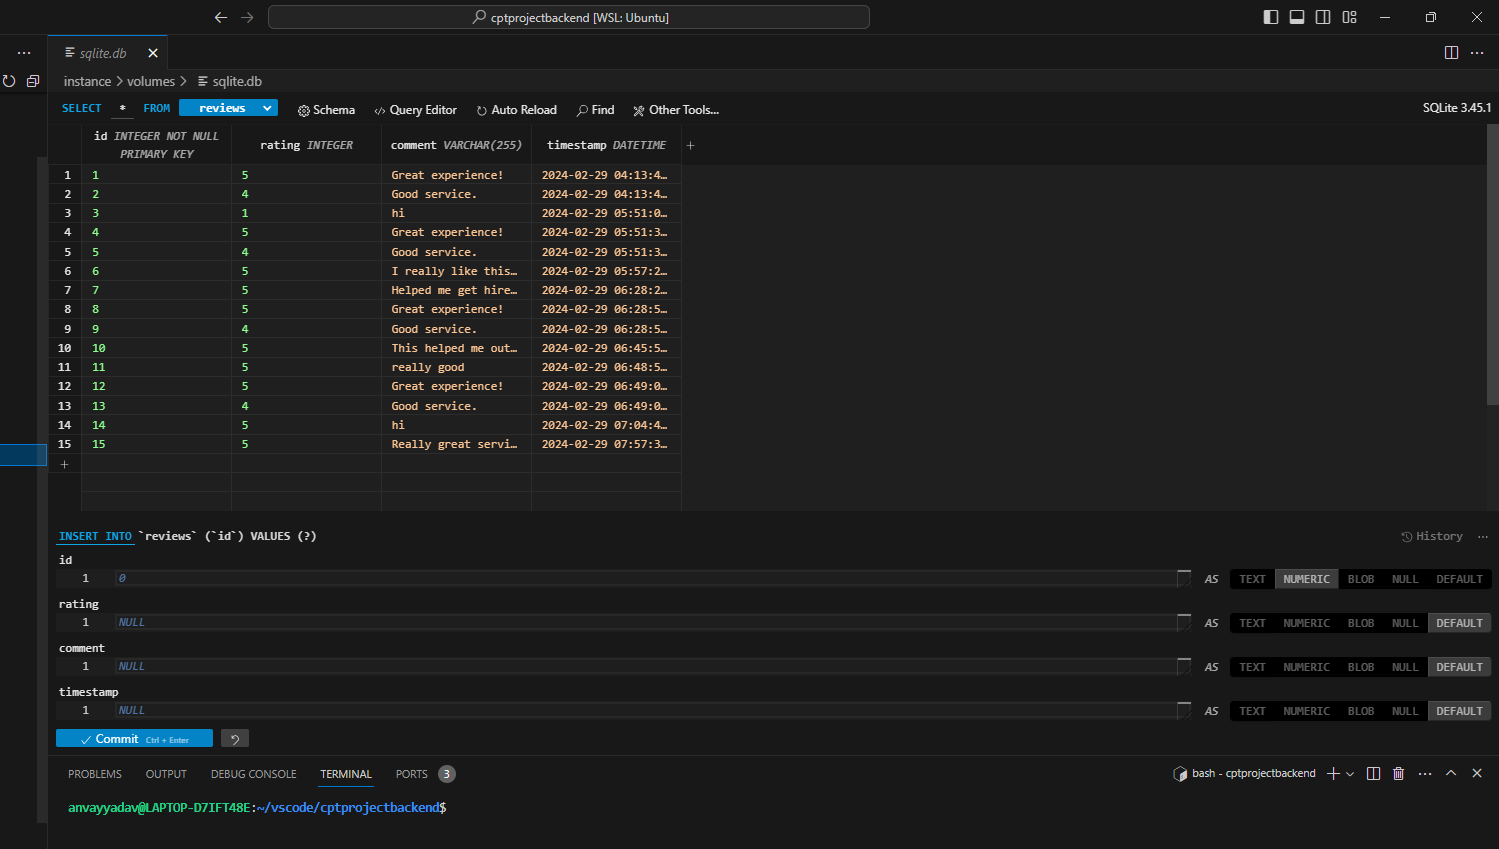 cptprojectbackend [WSL: Ubuntu]
sqlite.db
instance > volumes > sqlite.db
SELECT * FROM reviews Schema Query Editor Auto Reload Find Other Tools... SQLite 3.45.1
id INTEGER NOT NULL PRIMARY KEY rating INTEGER comment VARCHAR(255) timestamp DATETIME +
1 1 5 Great experience! 2024-02-29 04:13:4…
2 2 4 Good service. 2024-02-29 04:13:4…
3 3 1 hi 2024-02-29 05:51:0…
4 4 5 Great experience! 2024-02-29 05:51:3…
5 5 4 Good service. 2024-02-29 05:51:3…
6 6 5 I really like this… 2024-02-29 05:57:2…
7 7 5 Helped me get hire… 2024-02-29 06:28:2…
8 8 5 Great experience! 2024-02-29 06:28:5…
9 9 4 Good service. 2024-02-29 06:28:5…
10 10 5 This helped me out… 2024-02-29 06:45:5…
11 11 5 really good 2024-02-29 06:48:5…
12 12 5 Great experience! 2024-02-29 06:49:0…
13 13 4 Good service. 2024-02-29 06:49:0…
14 14 5 hi 2024-02-29 07:04:4…
15 15 5 Really great servi… 2024-02-29 07:57:3…
+
INSERT INTO `reviews` (`id`) VALUES (?) History ...
id
1 0 AS TEXT NUMERIC BLOB NULL DEFAULT
rating
1 NULL AS TEXT NUMERIC BLOB NULL DEFAULT
comment
1 NULL AS TEXT NUMERIC BLOB NULL DEFAULT
timestamp
1 NULL AS TEXT NUMERIC BLOB NULL DEFAULT
Commit Ctrl + Enter
PROBLEMS OUTPUT DEBUG CONSOLE TERMINAL PORTS 3 bash - cptprojectbackend
anvayyadav@LAPTOP-D7IFT48E:~/vscode/cptprojectbackend$